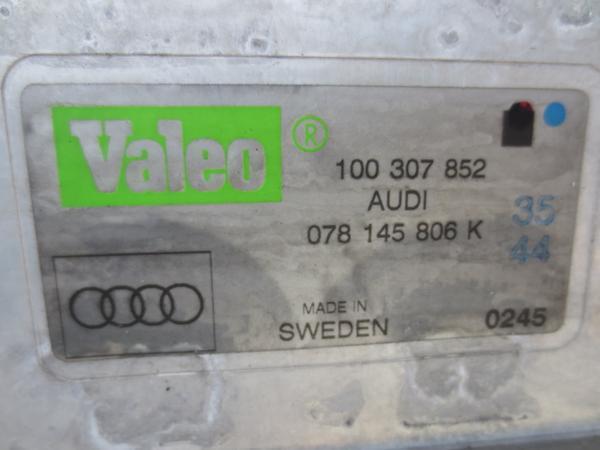 Valeo ®
100 307 852
AUDI
078 145 806 K
35
44
MADE IN
SWEDEN
0245